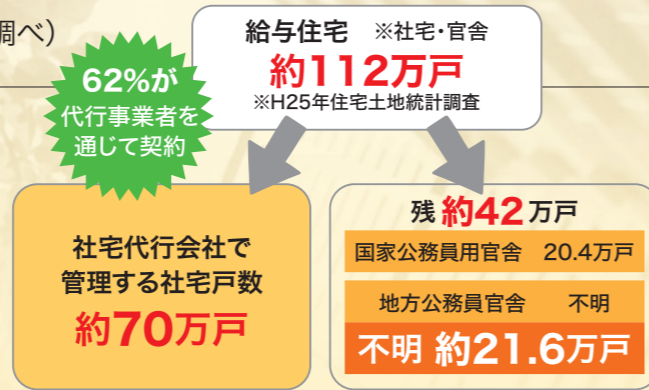 調べ)
給与住宅 ※社宅・官舎
約112万戸
※H25年住宅土地統計調査
62%が
代行事業者を
通じて契約
社宅代行会社で
管理する社宅戸数
約70万戸
残約42万戸
国家公務員用官舎 20.4万戸
地方公務員官舎 不明
不明 約21.6万戸